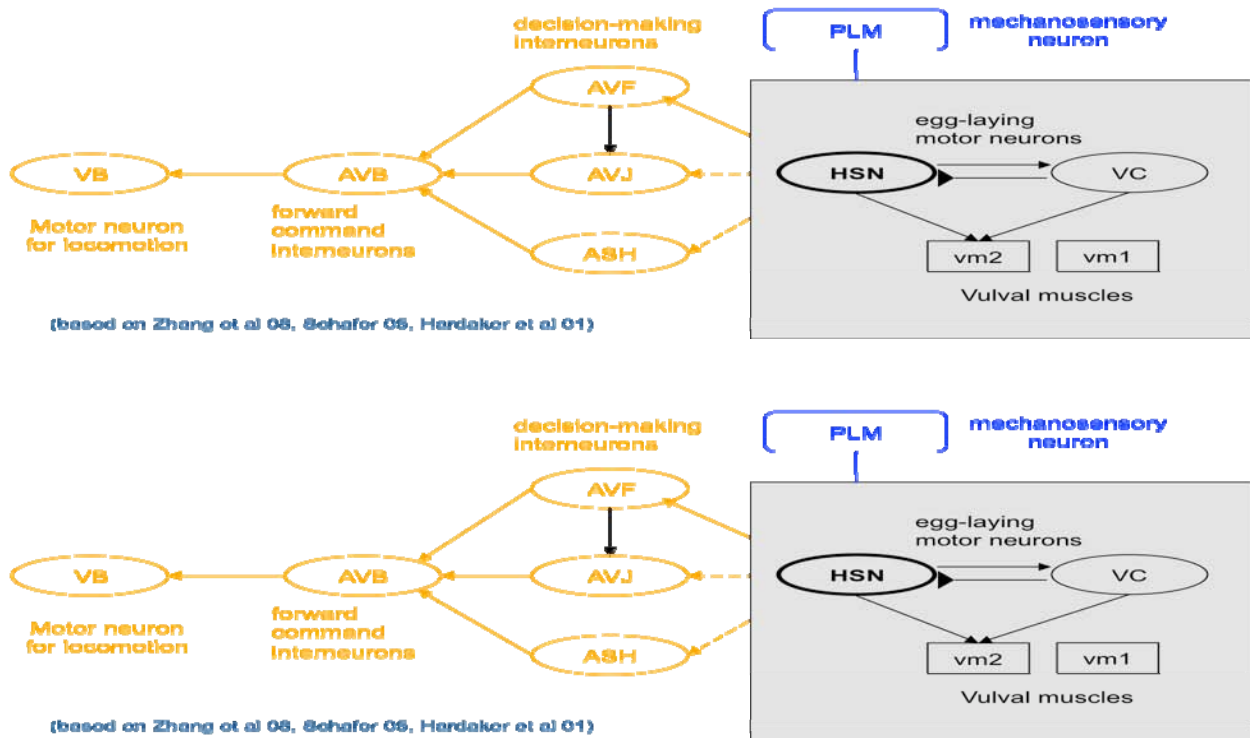 decision-making
interneurons
PLM
mechanosensory
neuron
AVF
egg-laying
motor neurons
VB
AVB
AVJ
HSN
VC
Motor neuron
for locomotion
forward
command
Interneurons
ASH
vm2
vm1
Vulval muscles
(based on Zhang et al 08, Schafer 05, Hardaker et al 01)
decision-making
interneurons
PLM
mechanosensory
neuron
AVF
egg-laying
motor neurons
VB
AVB
AVJ
HSN
VC
Motor neuron
for locomotion
forward
command
Interneurons
ASH
vm2
vm1
Vulval muscles
(based on Zhang et al 08, Schafer 05, Hardaker et al 01)